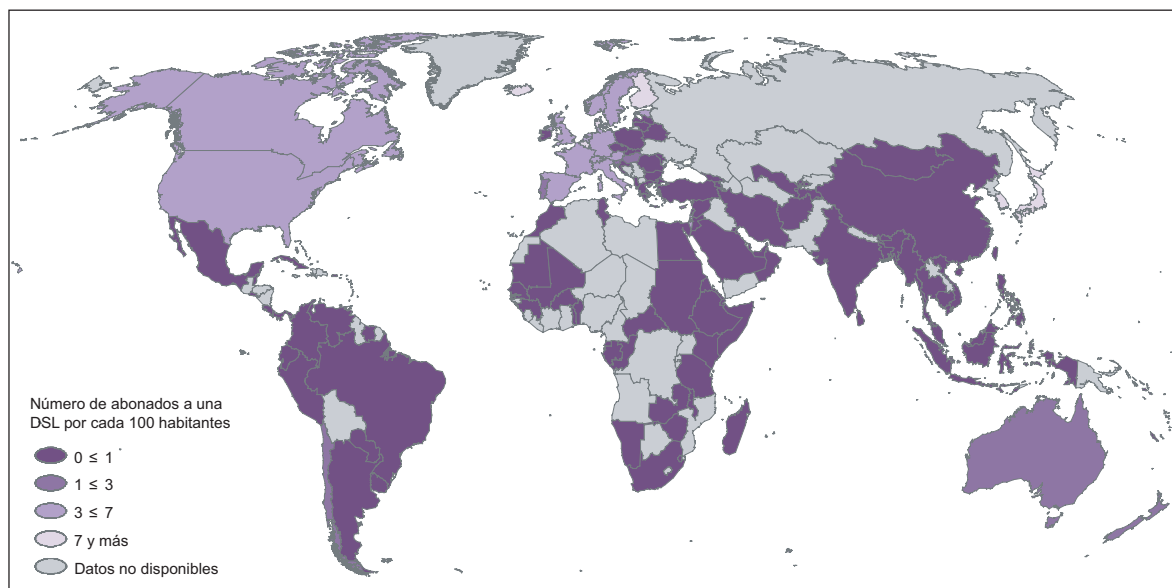 Número de abonados a una
DSL por cada 100 habitantes
0 ≤ 1
1 ≤ 3
3 ≤ 7
7 y más
Datos no disponibles